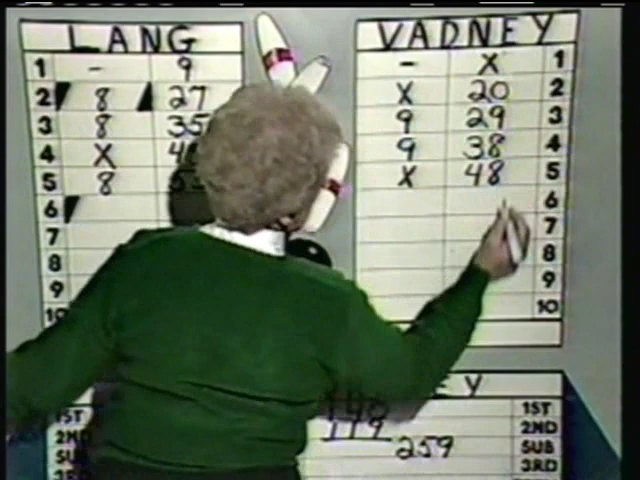 LANG VADNEY
1 - 9 - X 1
2 8 27 X 20 2
3 8 35 9 29 3
4 X 9 38 4
5 8 X 48 5
6 6
7 7
8 8
9 9
10 10
Y
1ST 1ST
2ND 119 2ND
259 SUB
3RD